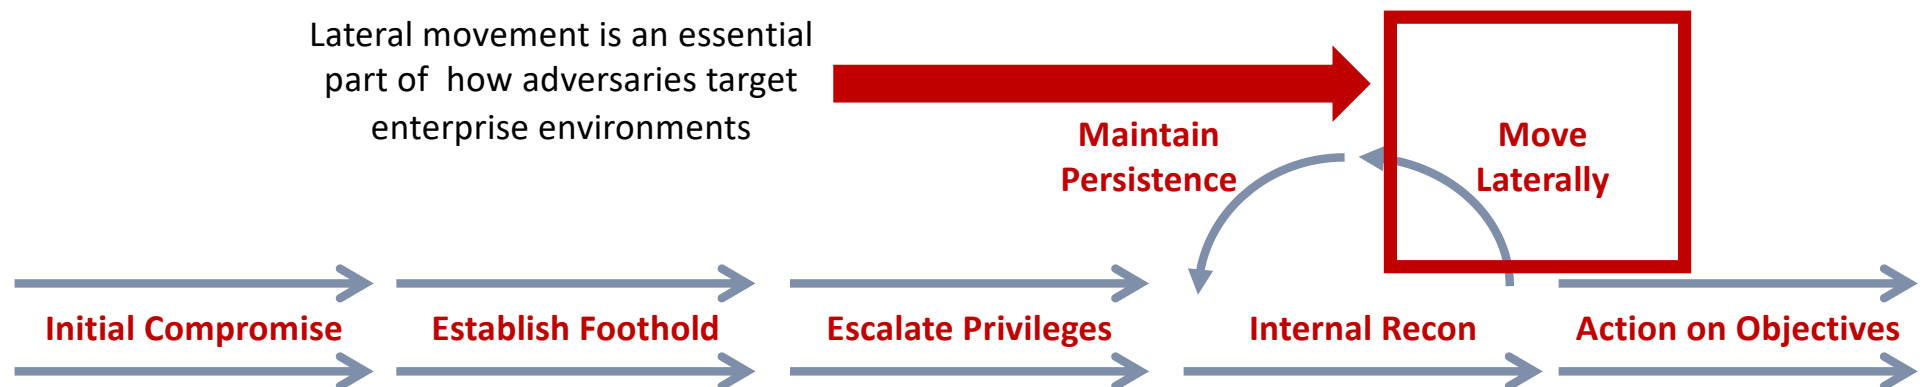 Lateral movement is an essential
part of  how adversaries target
enterprise environments
Maintain
Persistence
Move
Laterally
Initial Compromise
Establish Foothold
Escalate Privileges
Internal Recon
Action on Objectives